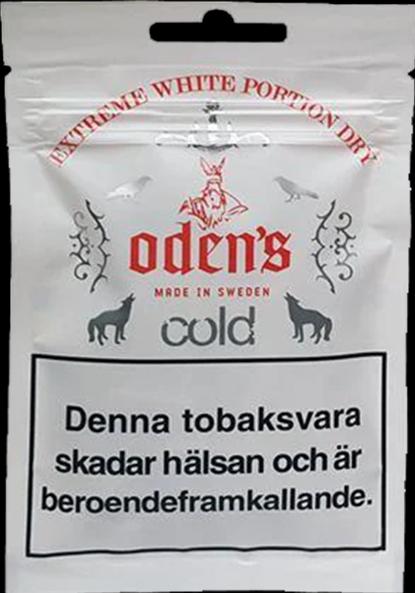 EXTREME WHITE PORTION DRY
oden's
MADE IN SWEDEN
cold
Denna tobaksvara
skadar hälsan och är
beroendeframkallande.